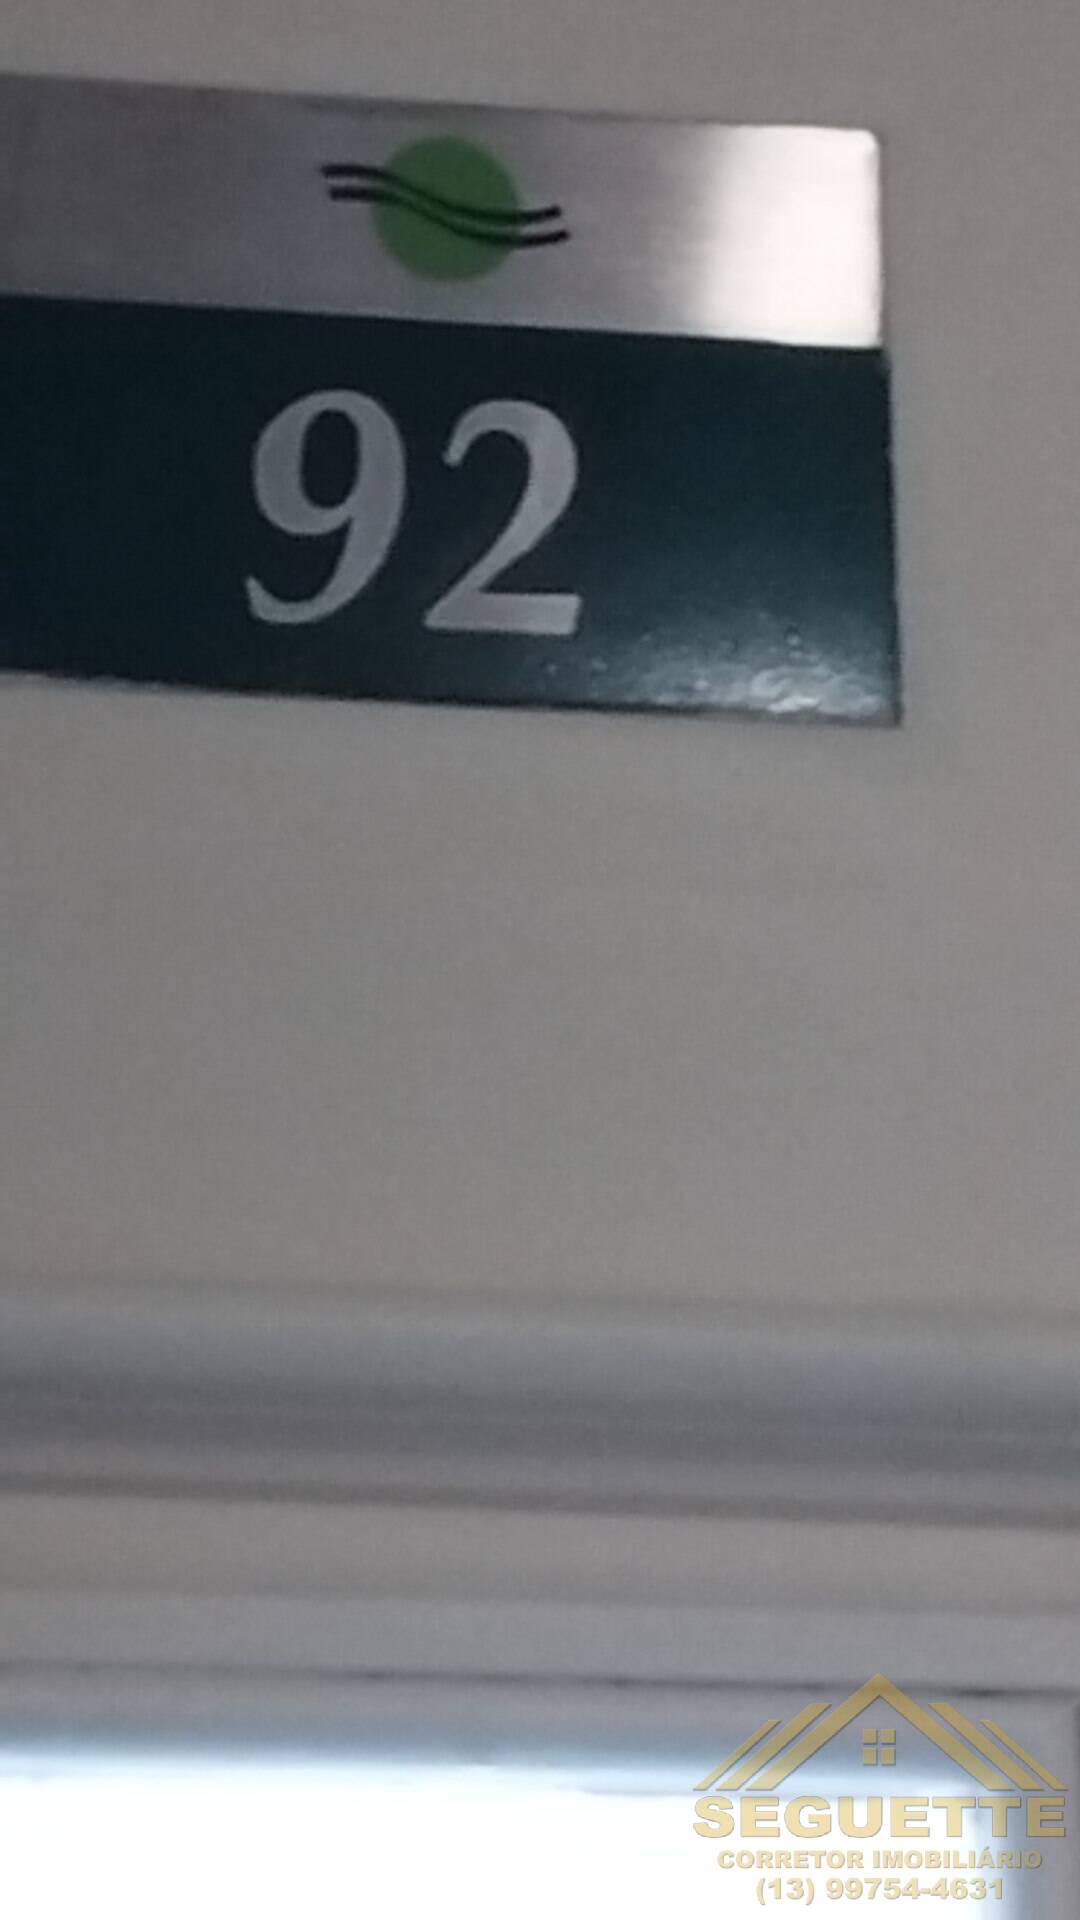 92
SEGUETTE
CORRETOR IMOBILIÁRIO
(13) 99754-4631